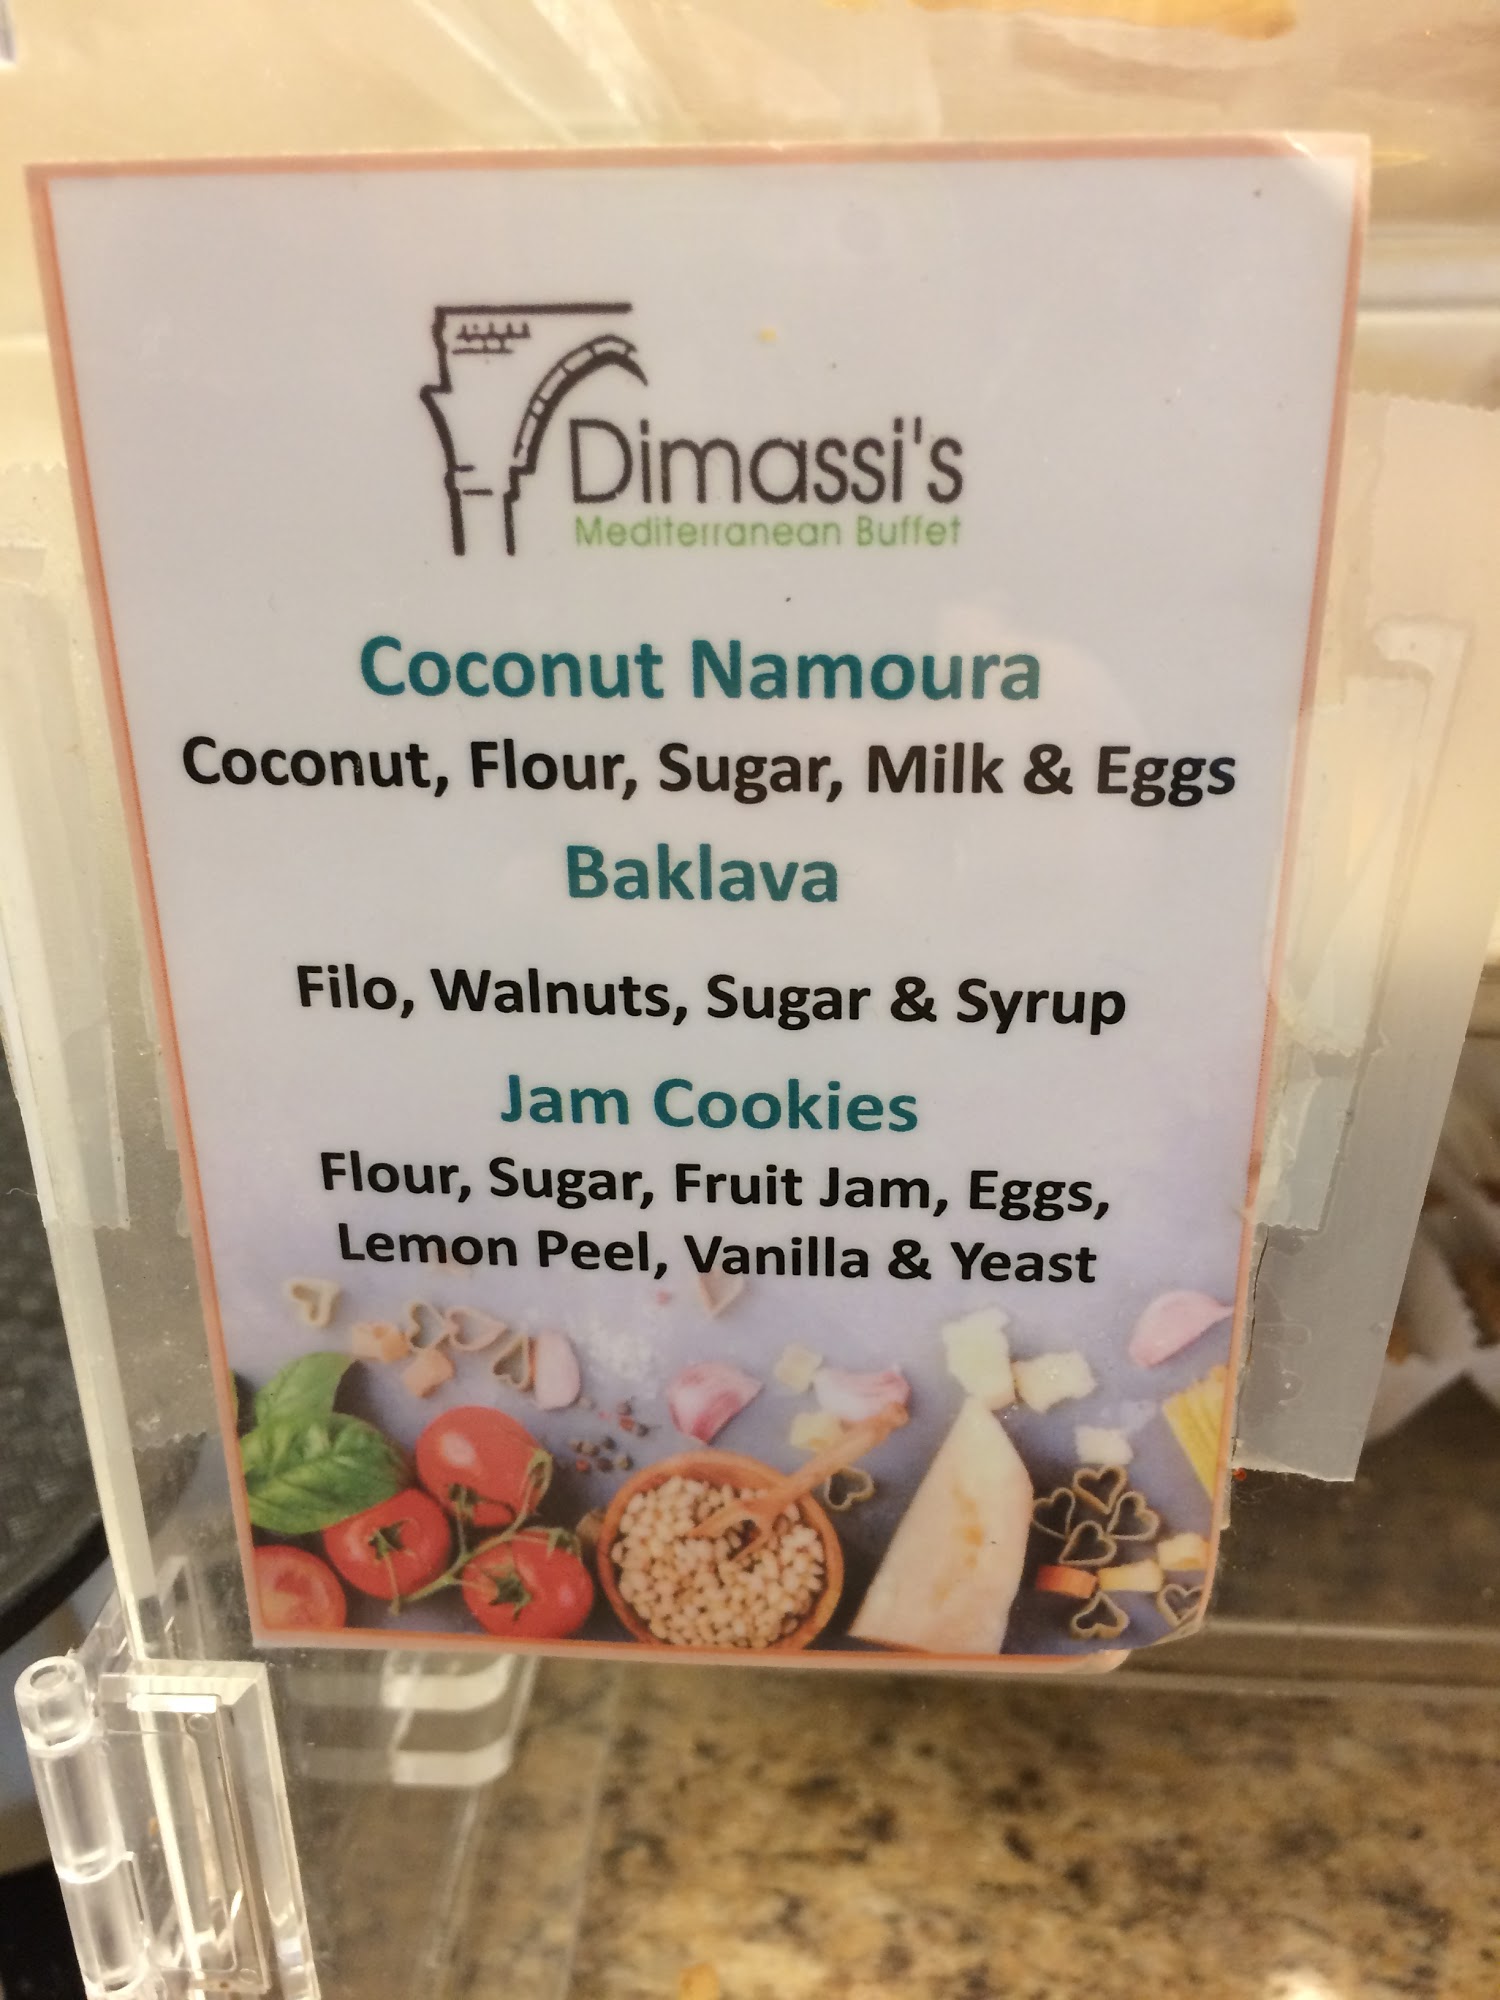 Dimassi's
Mediterranean Buffet
Coconut Namoura
Coconut, Flour, Sugar, Milk & Eggs
Baklava
Filo, Walnuts, Sugar & Syrup
Jam Cookies
Flour, Sugar, Fruit Jam, Eggs,
Lemon Peel, Vanilla & Yeast